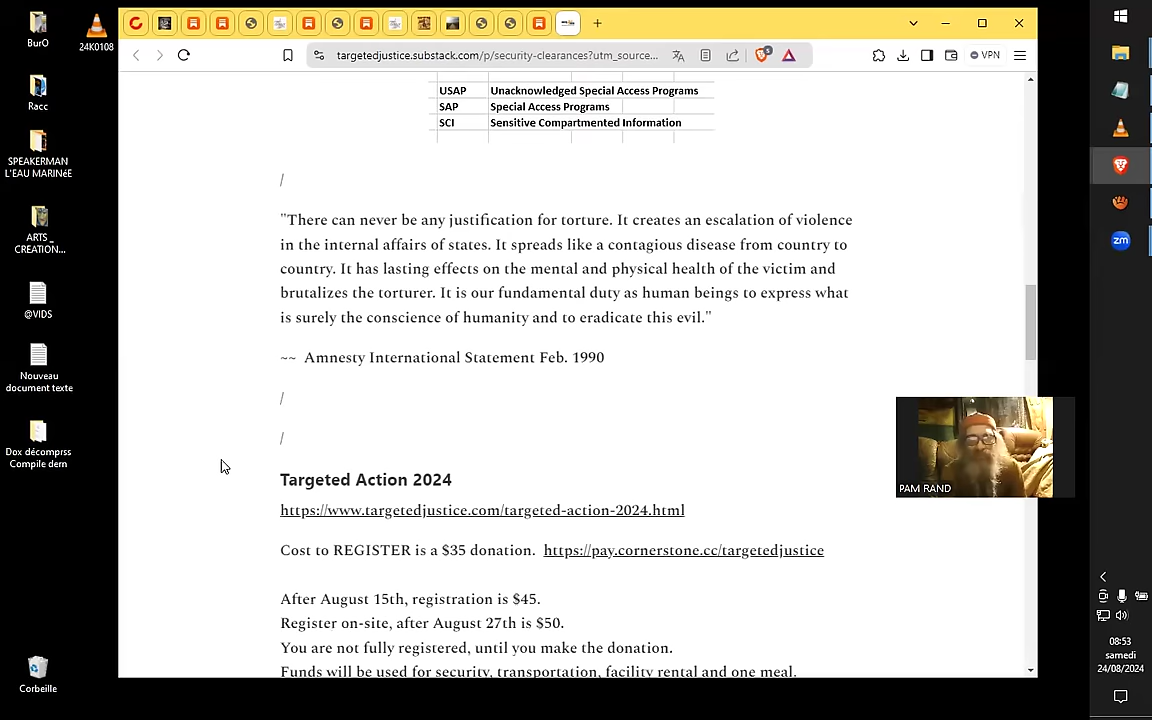 BurO
24K0108
Racc
SPEAKERMAN
L'EAU MARINéE
ARTS _
CREATION...
@VIDS
Nouveau
document texte
Dox décomprss
Compile dern
Corbeille
targetedjustice.substack.com/p/security-clearances?utm_source...
VPN
USAP Unacknowledged Special Access Programs
SAP Special Access Programs
SCI Sensitive Compartmented Information
/
"There can never be any justification for torture. It creates an escalation of violence
in the internal affairs of states. It spreads like a contagious disease from country to
country. It has lasting effects on the mental and physical health of the victim and
brutalizes the torturer. It is our fundamental duty as human beings to express what
is surely the conscience of humanity and to eradicate this evil."
~~ Amnesty International Statement Feb. 1990
/
/
Targeted Action 2024
https://www.targetedjustice.com/targeted-action-2024.html
Cost to REGISTER is a $35 donation. https://pay.cornerstone.cc/targetedjustice
After August 15th, registration is $45.
Register on-site, after August 27th is $50.
You are not fully registered, until you make the donation.
Funds will be used for security, transportation, facility rental and one meal.
PAM RAND
zm
08:53
samedi
24/08/2024